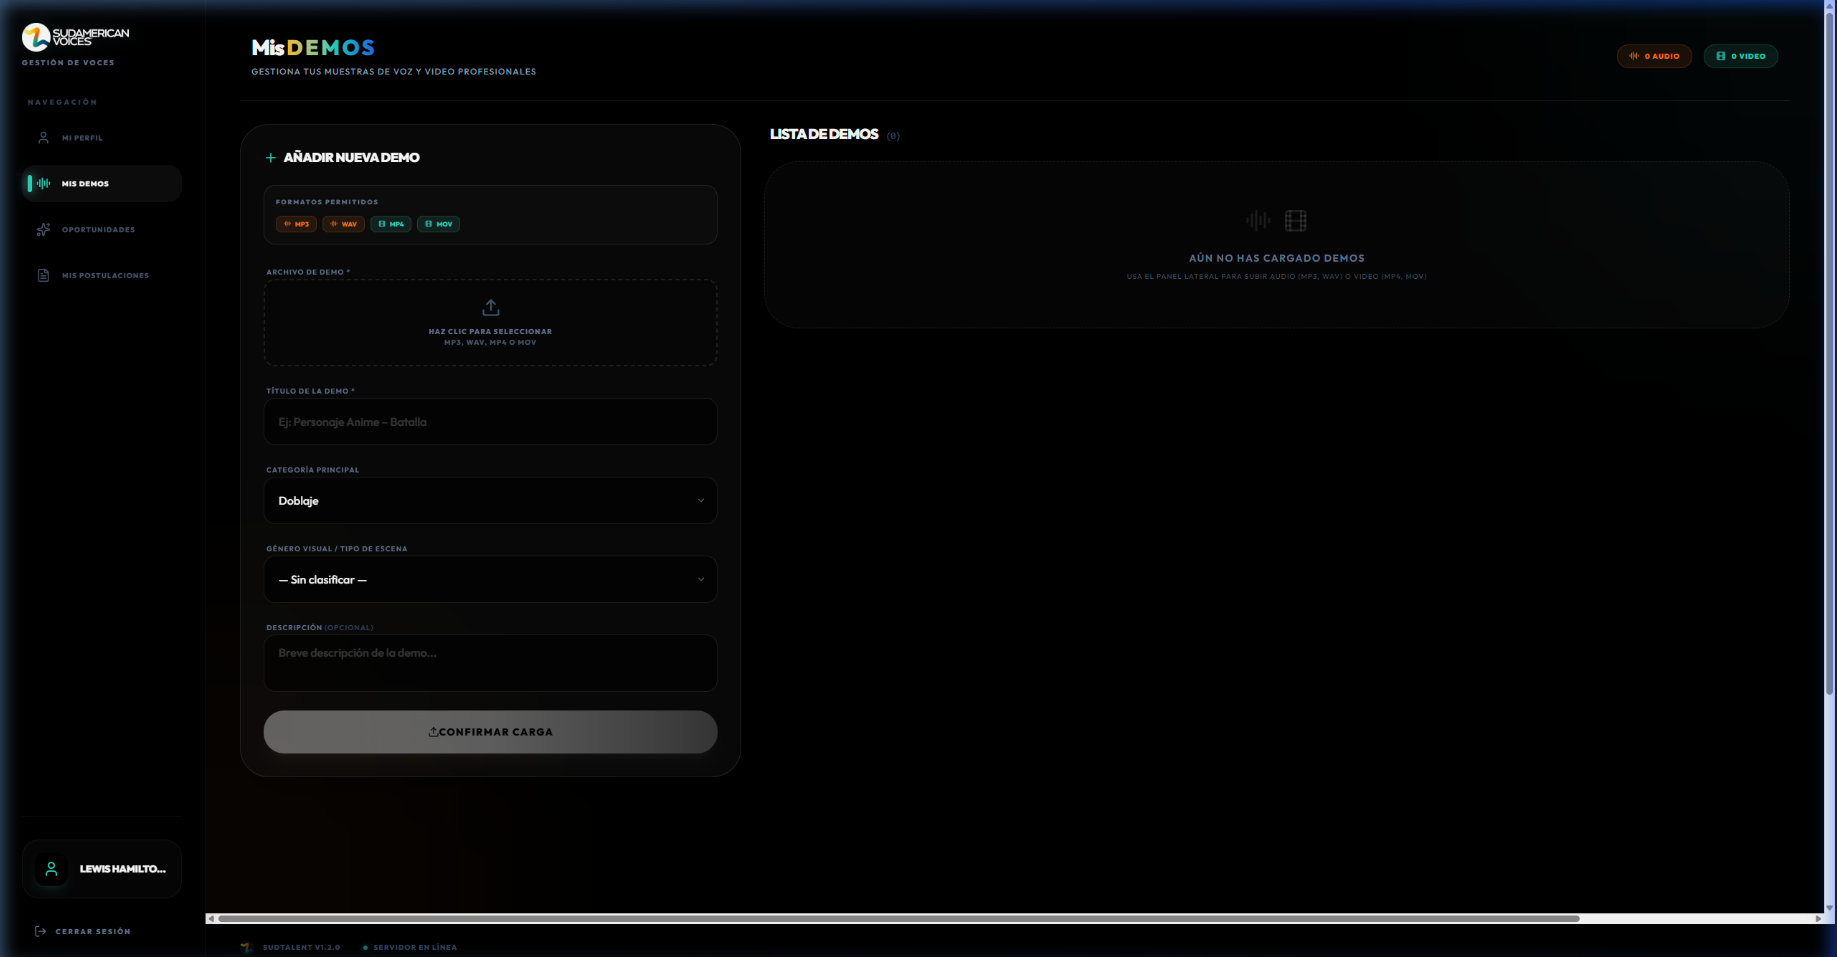 SUDAMERICAN
VOICES
GESTIÓN DE VOCES
NAVEGACIÓN
MI PERFIL
MIS DEMOS
OPORTUNIDADES
MIS POSTULACIONES
LEWIS HAMILTO...
CERRAR SESIÓN
Mis DEMOS
GESTIONA TUS MUESTRAS DE VOZ Y VIDEO PROFESIONALES
0 AUDIO
0 VIDEO
AÑADIR NUEVA DEMO
FORMATOS PERMITIDOS
MP3 WAV MP4 MOV
ARCHIVO DE DEMO *
HAZ CLIC PARA SELECCIONAR
MP3, WAV, MP4 O MOV
TÍTULO DE LA DEMO *
Ej: Personaje Anime – Batalla
CATEGORÍA PRINCIPAL
Doblaje
GÉNERO VISUAL / TIPO DE ESCENA
— Sin clasificar —
DESCRIPCIÓN (OPCIONAL)
Breve descripción de la demo...
CONFIRMAR CARGA
LISTA DE DEMOS (0)
AÚN NO HAS CARGADO DEMOS
USA EL PANEL LATERAL PARA SUBIR AUDIO (MP3, WAV) O VIDEO (MP4, MOV)
SUDTALENT V1.2.0
SERVIDOR EN LÍNEA